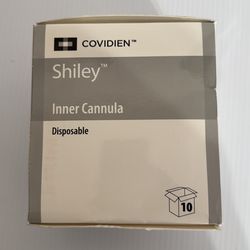 COVIDIEN™
Shiley™
Inner Cannula
Disposable
10